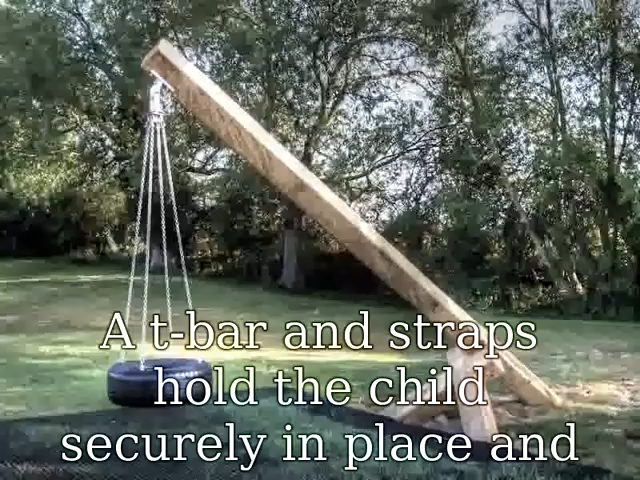 A t-bar and straps
hold the child
securely in place and